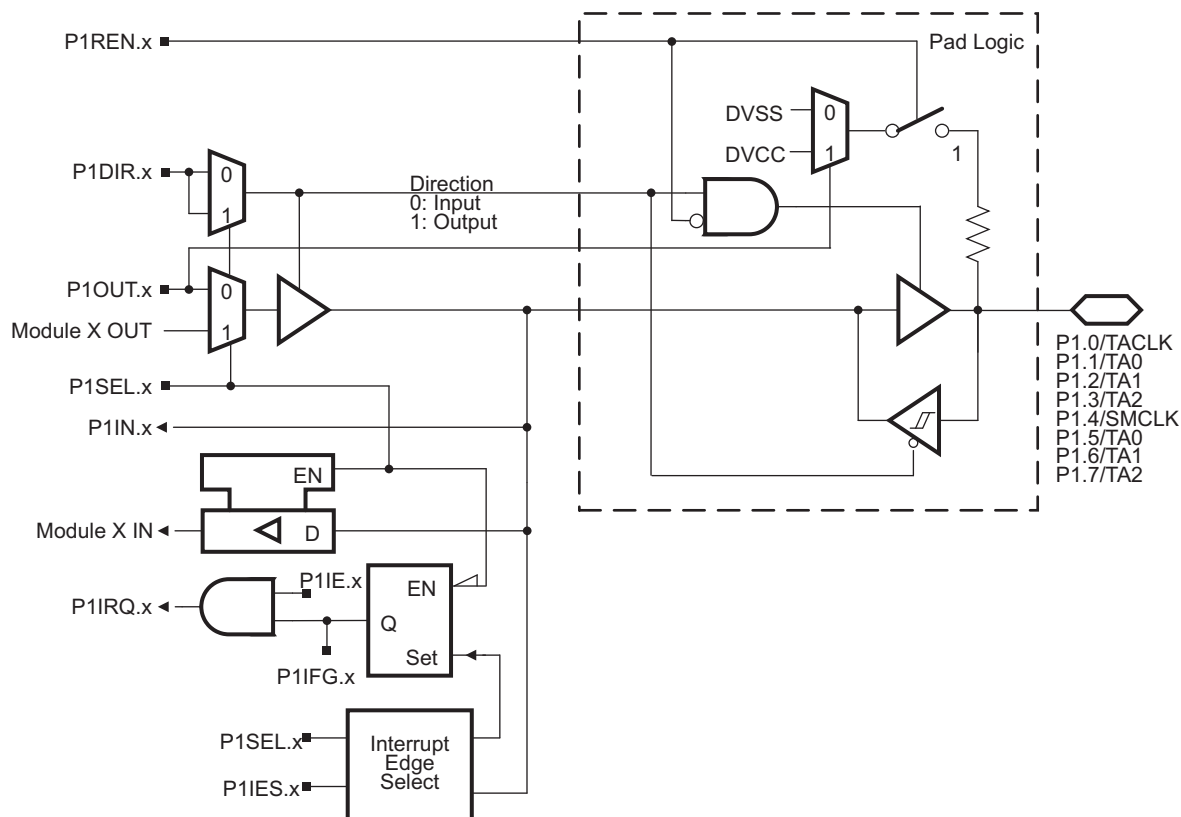 P1REN.x
Pad Logic
DVSS
0
DVCC
1
1
P1DIR.x
0
1
Direction
0: Input
1: Output
P1OUT.x
0
Module X OUT
1
P1SEL.x
P1IN.x
EN
Module X IN
D
P1IE.x
P1IRQ.x
EN
Q
Set
P1IFG.x
P1SEL.x
P1IES.x
Interrupt
Edge
Select
P1.0/TACLK
P1.1/TA0
P1.2/TA1
P1.3/TA2
P1.4/SMCLK
P1.5/TA0
P1.6/TA1
P1.7/TA2